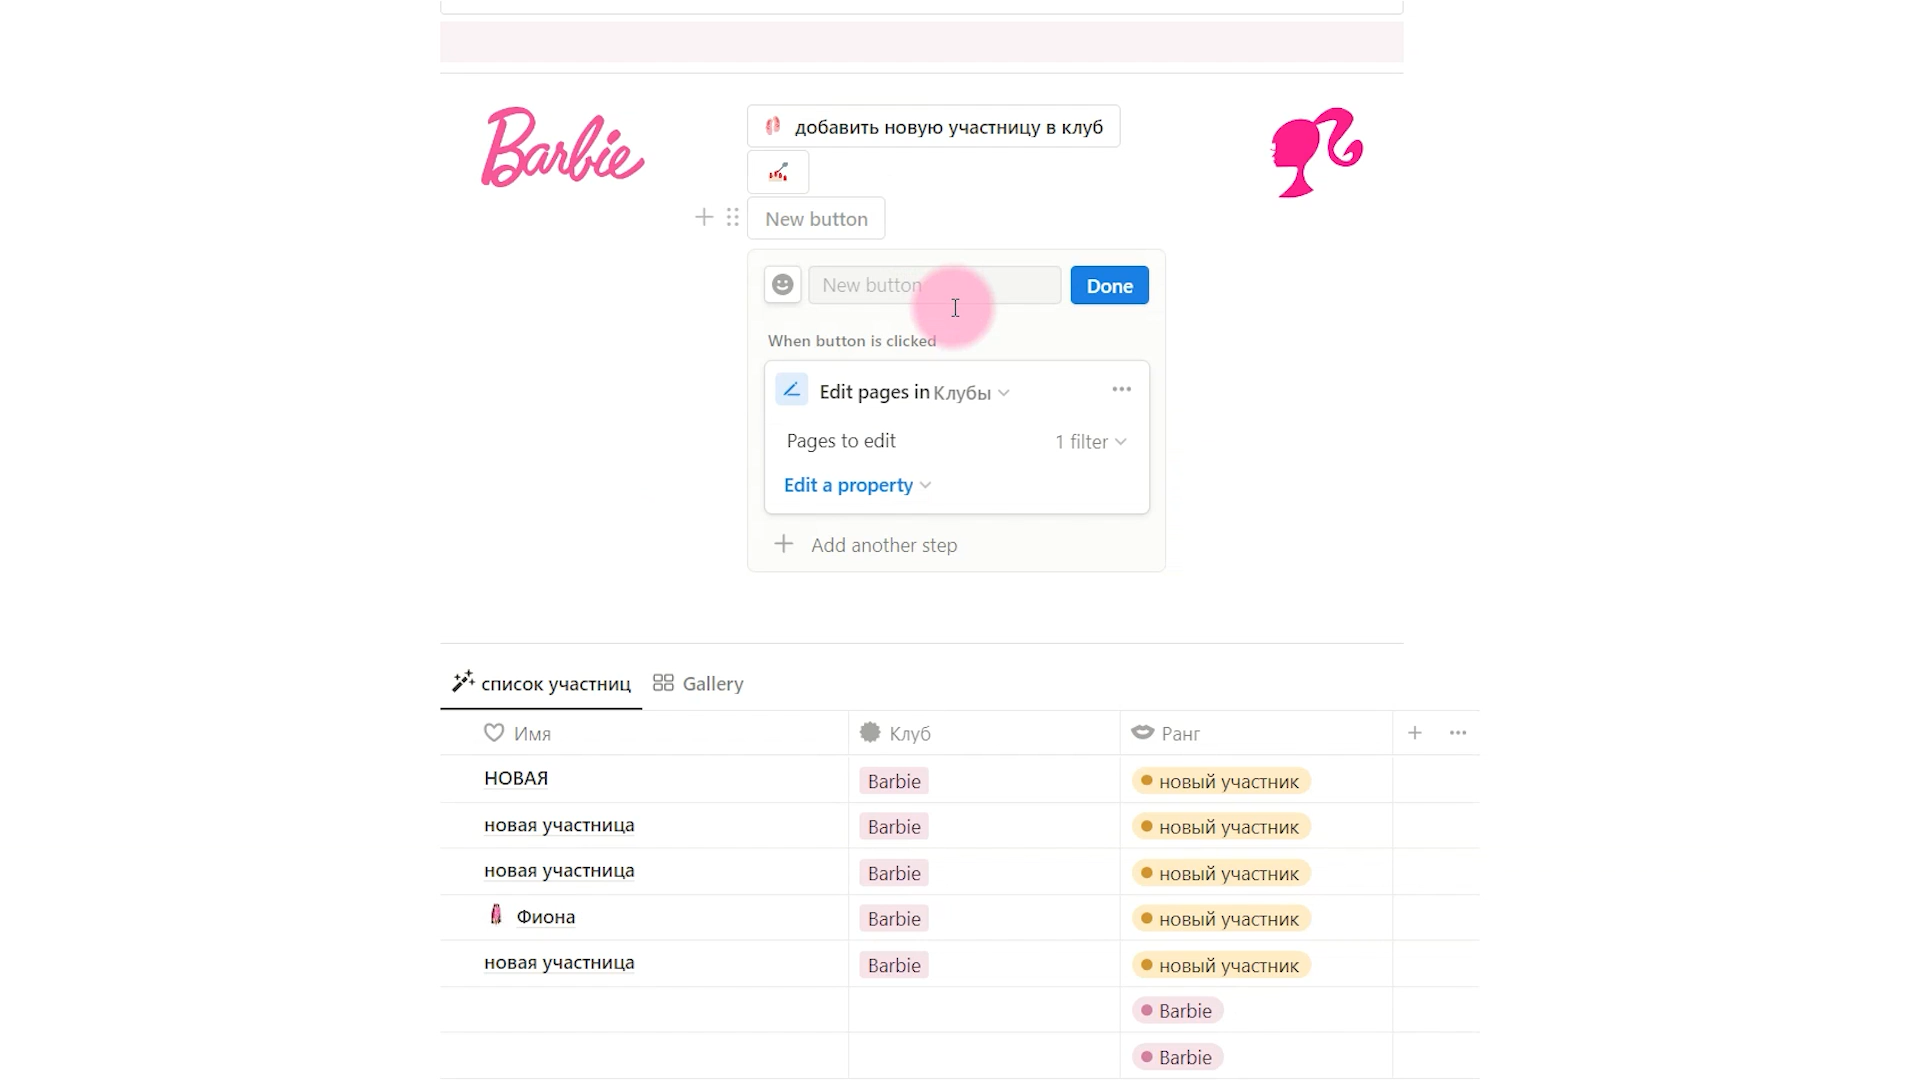 Barbie
добавить новую участницу в клуб
New button
New button
Done
When button is clicked
Edit pages in Клубы
Pages to edit
1 filter
Edit a property
Add another step
список участниц
Gallery
Имя
Клуб
Ранг
НОВАЯ
Barbie
новый участник
новая участница
Barbie
новый участник
новая участница
Barbie
новый участник
Фиона
Barbie
новый участник
новая участница
Barbie
новый участник
Barbie
Barbie